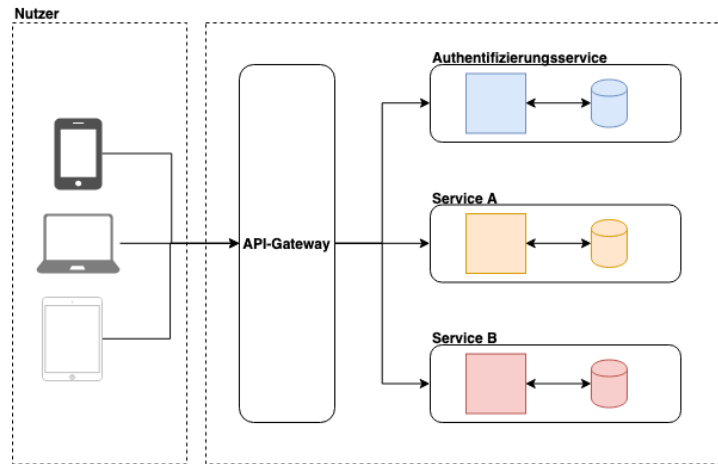 Nutzer
Authentifizierungsservice
Service A
API-Gateway
Service B